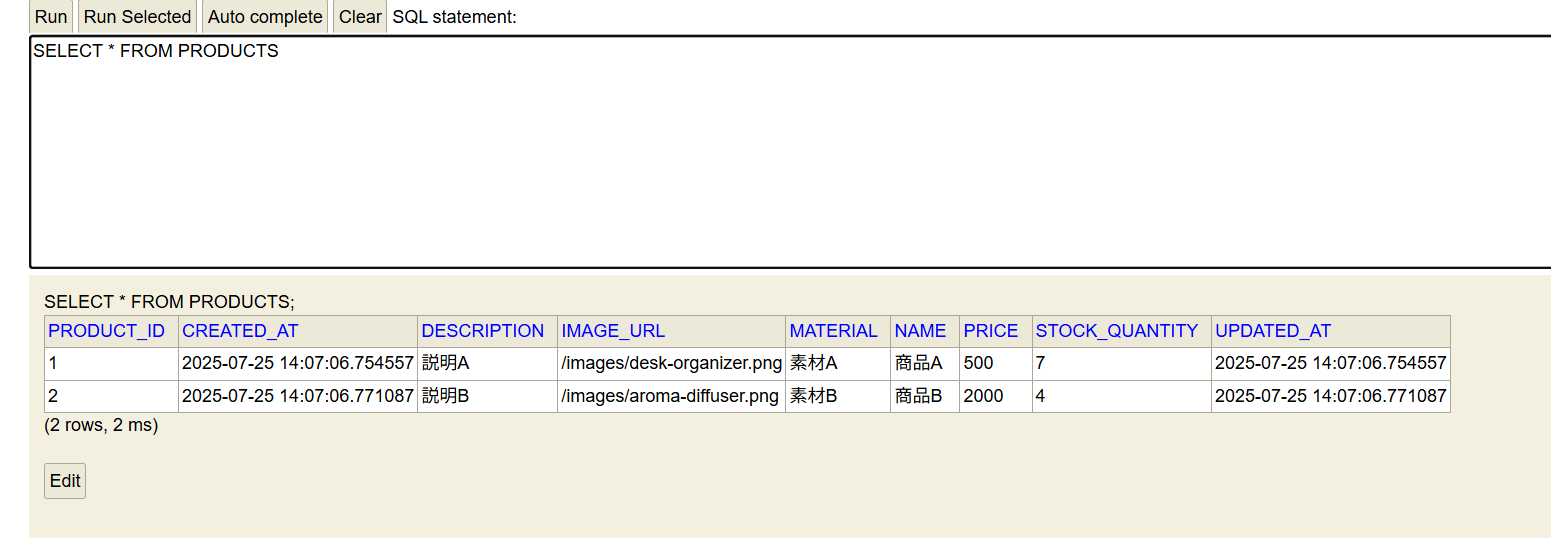 Run Run Selected Auto complete Clear SQL statement:
SELECT * FROM PRODUCTS
SELECT * FROM PRODUCTS;
PRODUCT_ID CREATED_AT DESCRIPTION IMAGE_URL MATERIAL NAME PRICE STOCK_QUANTITY UPDATED_AT
1 2025-07-25 14:07:06.754557 説明A /images/desk-organizer.png 素材A 商品A 500 7 2025-07-25 14:07:06.754557
2 2025-07-25 14:07:06.771087 説明B /images/aroma-diffuser.png 素材B 商品B 2000 4 2025-07-25 14:07:06.771087
(2 rows, 2 ms)
Edit